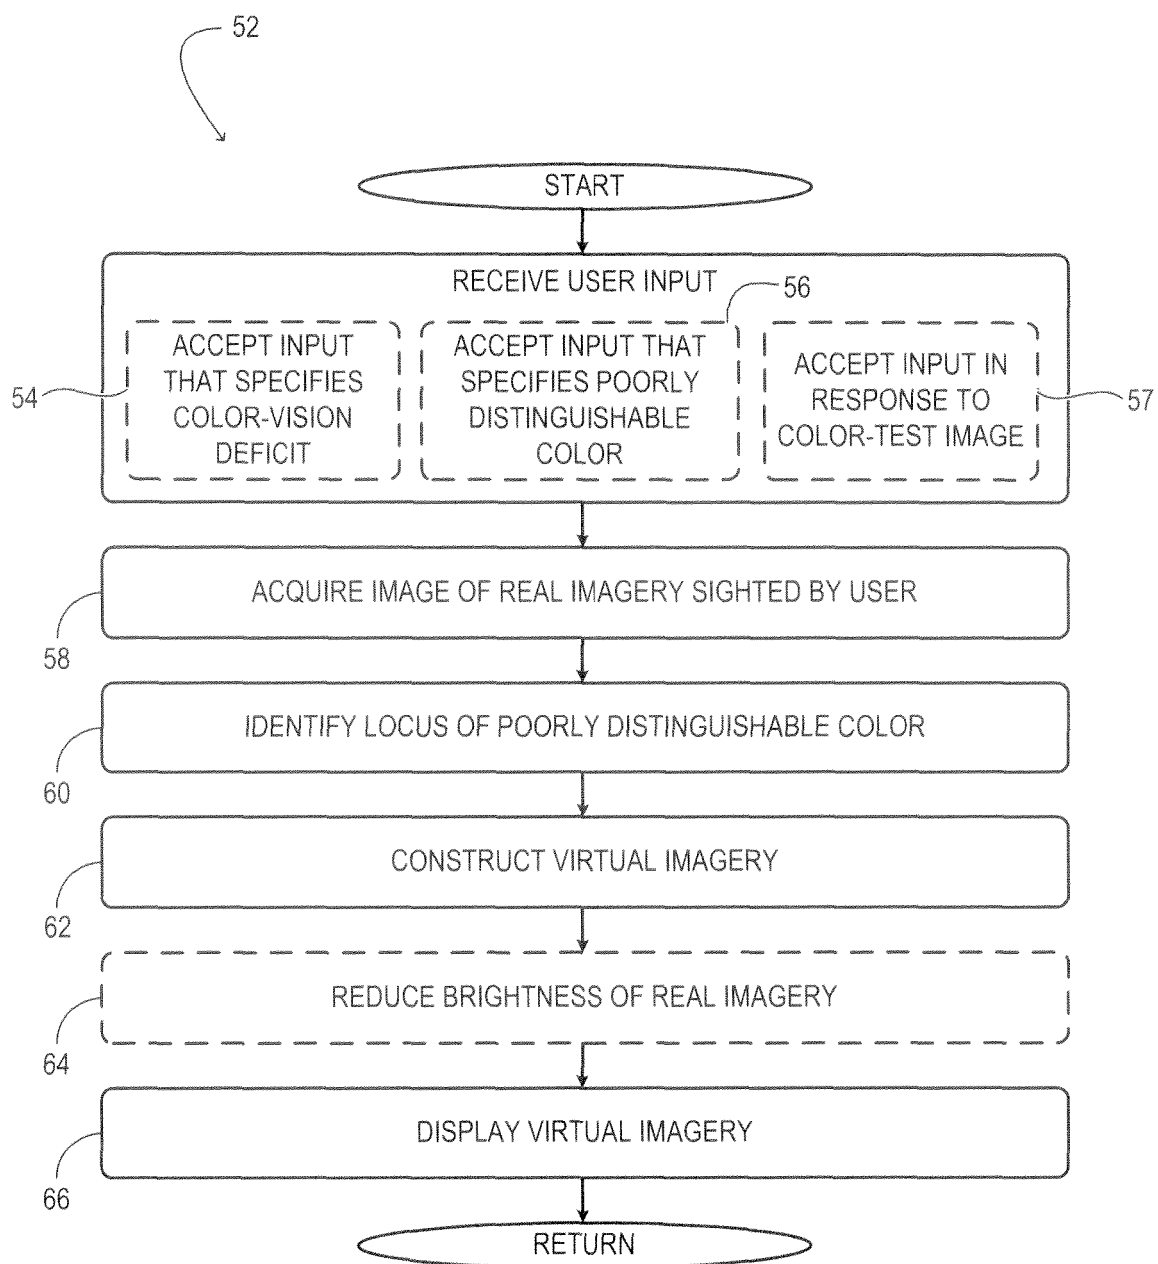 52
START
RECEIVE USER INPUT
56
ACCEPT INPUT
THAT SPECIFIES
COLOR-VISION
DEFICIT
54
ACCEPT INPUT THAT
SPECIFIES POORLY
DISTINGUISHABLE
COLOR
ACCEPT INPUT IN
RESPONSE TO
COLOR-TEST IMAGE
57
ACQUIRE IMAGE OF REAL IMAGERY SIGHTED BY USER
58
IDENTIFY LOCUS OF POORLY DISTINGUISHABLE COLOR
60
CONSTRUCT VIRTUAL IMAGERY
62
REDUCE BRIGHTNESS OF REAL IMAGERY
64
DISPLAY VIRTUAL IMAGERY
66
RETURN